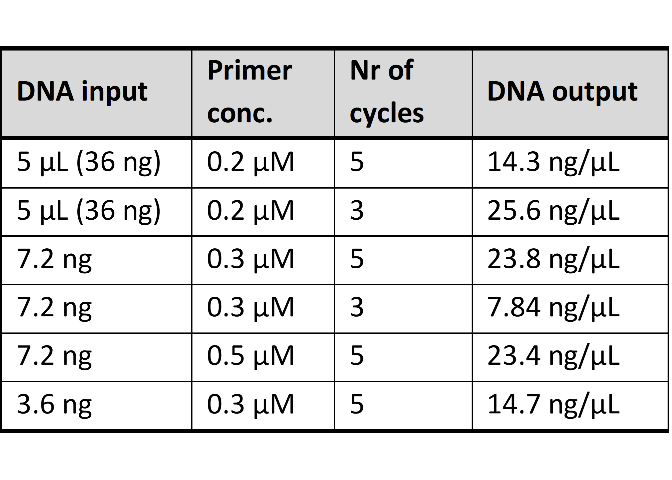 DNA input Primer conc. Nr of cycles DNA output
5 µL (36 ng) 0.2 µM 5 14.3 ng/µL
5 µL (36 ng) 0.2 µM 3 25.6 ng/µL
7.2 ng 0.3 µM 5 23.8 ng/µL
7.2 ng 0.3 µM 3 7.84 ng/µL
7.2 ng 0.5 µM 5 23.4 ng/µL
3.6 ng 0.3 µM 5 14.7 ng/µL